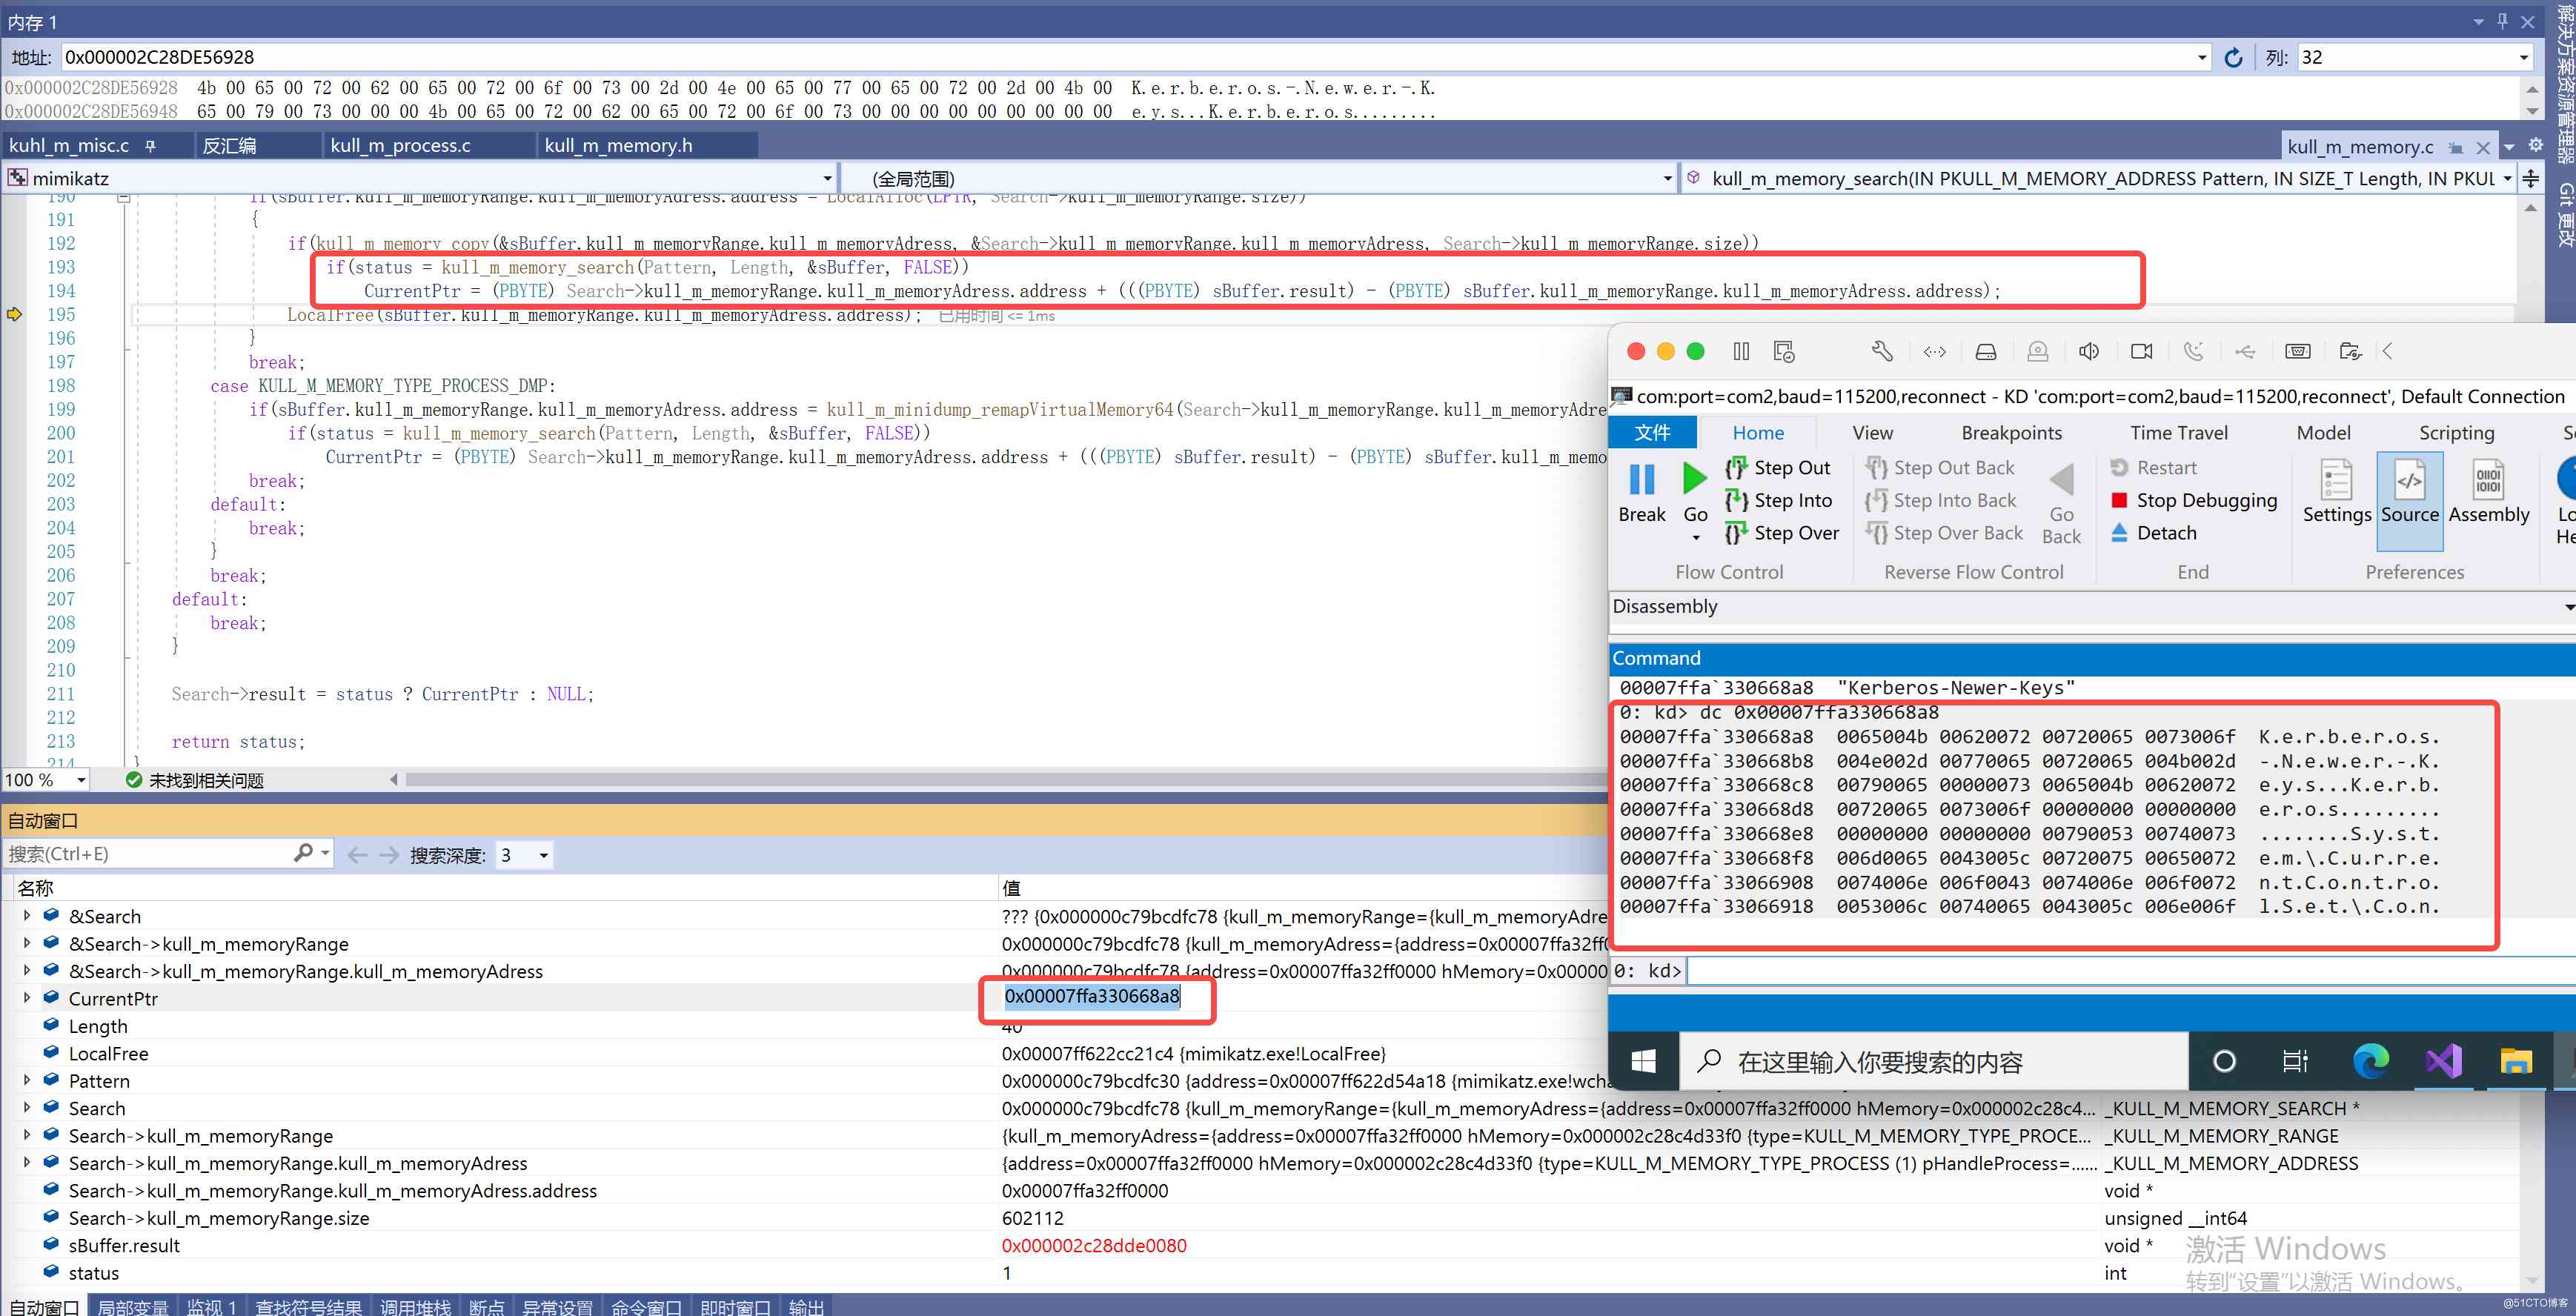 内存 1
地址: 0x000002C28DE56928 列: 32
0x000002C28DE56928 4b 00 65 00 72 00 62 00 65 00 72 00 6f 00 73 00 2d 00 4e 00 65 00 77 00 65 00 72 00 2d 00 4b 00 K.e.r.b.e.r.o.s.-.N.e.w.e.r.-.K.
0x000002C28DE56948 65 00 79 00 73 00 00 00 4b 00 65 00 72 00 62 00 65 00 72 00 6f 00 73 00 00 00 00 00 00 00 00 00 e.y.s...K.e.r.b.e.r.o.s.........
解决方案资源管理器
Git 更改
kuhl_m_misc.c 反汇编 kull_m_process.c kull_m_memory.h kull_m_memory.c
mimikatz (全局范围) kull_m_memory_search(IN PKULL_M_MEMORY_ADDRESS Pattern, IN SIZE_T Length, IN PKUL
190 if(sBuffer.kull_m_memoryRange.kull_m_memoryAdress.address = LocalAlloc(LPTR, Search->kull_m_memoryRange.size))
191 {
192 if(kull_m_memory_copy(&sBuffer.kull_m_memoryRange.kull_m_memoryAdress, &Search->kull_m_memoryRange.kull_m_memoryAdress, Search->kull_m_memoryRange.size))
193 if(status = kull_m_memory_search(Pattern, Length, &sBuffer, FALSE))
194 CurrentPtr = (PBYTE) Search->kull_m_memoryRange.kull_m_memoryAdress.address + (((PBYTE) sBuffer.result) - (PBYTE) sBuffer.kull_m_memoryRange.kull_m_memoryAdress.address);
195 LocalFree(sBuffer.kull_m_memoryRange.kull_m_memoryAdress.address); 已用时间 <= 1ms
196 }
197 break;
198 case KULL_M_MEMORY_TYPE_PROCESS_DMP:
199 if(sBuffer.kull_m_memoryRange.kull_m_memoryAdress.address = kull_m_minidump_remapVirtualMemory64(Search->kull_m_memoryRange.kull_m_memoryAdre
200 if(status = kull_m_memory_search(Pattern, Length, &sBuffer, FALSE))
201 CurrentPtr = (PBYTE) Search->kull_m_memoryRange.kull_m_memoryAdress.address + (((PBYTE) sBuffer.result) - (PBYTE) sBuffer.kull_m_memo
202 break;
203 default:
204 break;
205 }
206 break;
207 default:
208 break;
209 }
210
211 Search->result = status ? CurrentPtr : NULL;
212
213 return status;
214 }
100 % 未找到相关问题
com:port=com2,baud=115200,reconnect - KD 'com:port=com2,baud=115200,reconnect', Default Connection
文件 Home View Breakpoints Time Travel Model Scripting
Break Go Step Out Step Into Step Over
Step Out Back Step Into Back Step Over Back Go Back
Restart Stop Debugging Detach
Settings Source Assembly
Flow Control Reverse Flow Control End Preferences
Disassembly
Command
00007ffa`330668a8 "Kerberos-Newer-Keys"
0: kd> dc 0x00007ffa330668a8
00007ffa`330668a8 0065004b 00620072 00720065 0073006f K.e.r.b.e.r.o.s.
00007ffa`330668b8 004e002d 00770065 00720065 004b002d -.N.e.w.e.r.-.K.
00007ffa`330668c8 00790065 00000073 0065004b 00620072 e.y.s...K.e.r.b.
00007ffa`330668d8 00720065 0073006f 00000000 00000000 e.r.o.s.........
00007ffa`330668e8 00000000 00000000 00790053 00740073 ........S.y.s.t.
00007ffa`330668f8 006d0065 0043005c 00720075 00650072 e.m.\.C.u.r.r.e.
00007ffa`33066908 0074006e 006f0043 0074006e 006f0072 n.t.C.o.n.t.r.o.
00007ffa`33066918 0053006c 00740065 0043005c 006e006f l.S.e.t.\.C.o.n.
0: kd>
在这里输入你要搜索的内容
自动窗口
搜索(Ctrl+E) 搜索深度: 3
名称 值
&Search ??? {0x000000c79bcdfc78 {kull_m_memoryRange={kull_m_memoryAdre
&Search->kull_m_memoryRange 0x000000c79bcdfc78 {kull_m_memoryAdress={address=0x00007ffa32ff0
&Search->kull_m_memoryRange.kull_m_memoryAdress 0x000000c79bcdfc78 {address=0x00007ffa32ff0000 hMemory=0x00000
CurrentPtr 0x00007ffa330668a8
Length 40
LocalFree 0x00007ff622cc21c4 {mimikatz.exe!LocalFree}
Pattern 0x000000c79bcdfc30 {address=0x00007ff622d54a18 {mimikatz.exe!wcha
Search 0x000000c79bcdfc78 {kull_m_memoryRange={kull_m_memoryAdress={address=0x00007ffa32ff0000 hMemory=0x000002c28c4... _KULL_M_MEMORY_SEARCH *
Search->kull_m_memoryRange {kull_m_memoryAdress={address=0x00007ffa32ff0000 hMemory=0x000002c28c4d33f0 {type=KULL_M_MEMORY_TYPE_PROCE... _KULL_M_MEMORY_RANGE
Search->kull_m_memoryRange.kull_m_memoryAdress {address=0x00007ffa32ff0000 hMemory=0x000002c28c4d33f0 {type=KULL_M_MEMORY_TYPE_PROCESS (1) pHandleProcess=...... _KULL_M_MEMORY_ADDRESS
Search->kull_m_memoryRange.kull_m_memoryAdress.address 0x00007ffa32ff0000 void *
Search->kull_m_memoryRange.size 602112 unsigned __int64
sBuffer.result 0x000002c28dde0080 void *
status 1 int
激活 Windows
转到"设置"以激活 Windows。
自动窗口 局部变量 监视 1 查找符号结果 调用堆栈 断点 异常设置 命令窗口 即时窗口 输出
@51CTO博客